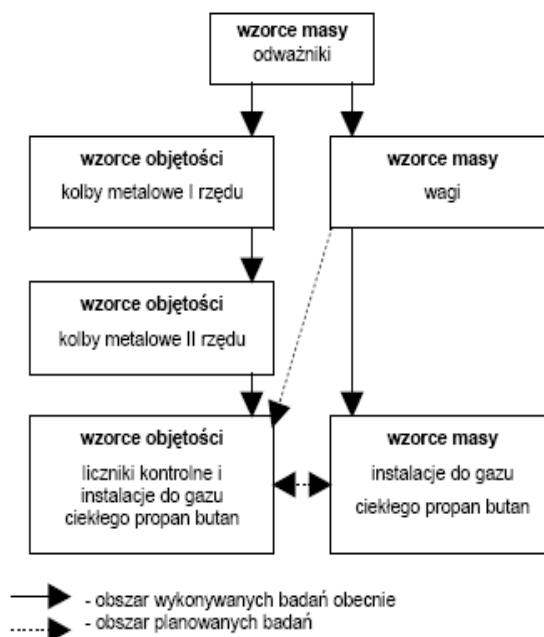 wzorce masy
odważniki
wzorce objętości
kolby metalowe I rzędu
wzorce masy
wagi
wzorce objętości
kolby metalowe II rzędu
wzorce objętości
liczniki kontrolne i
instalacje do gazu
ciekłego propan butan
wzorce masy
instalacje do gazu
ciekłego propan butan
- obszar wykonywanych badań obecnie
- obszar planowanych badań